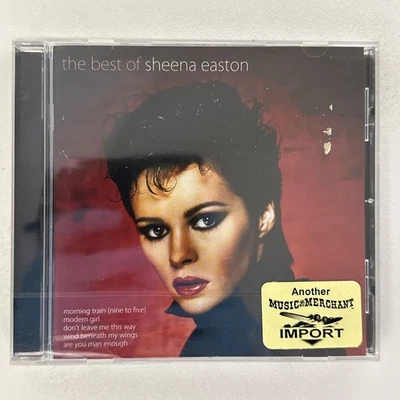 the best of sheena easton
morning train (nine to five)
modern girl
don't leave me this way
wind beneath my wings
are you man enough
Another
MUSIC MERCHANT
IMPORT